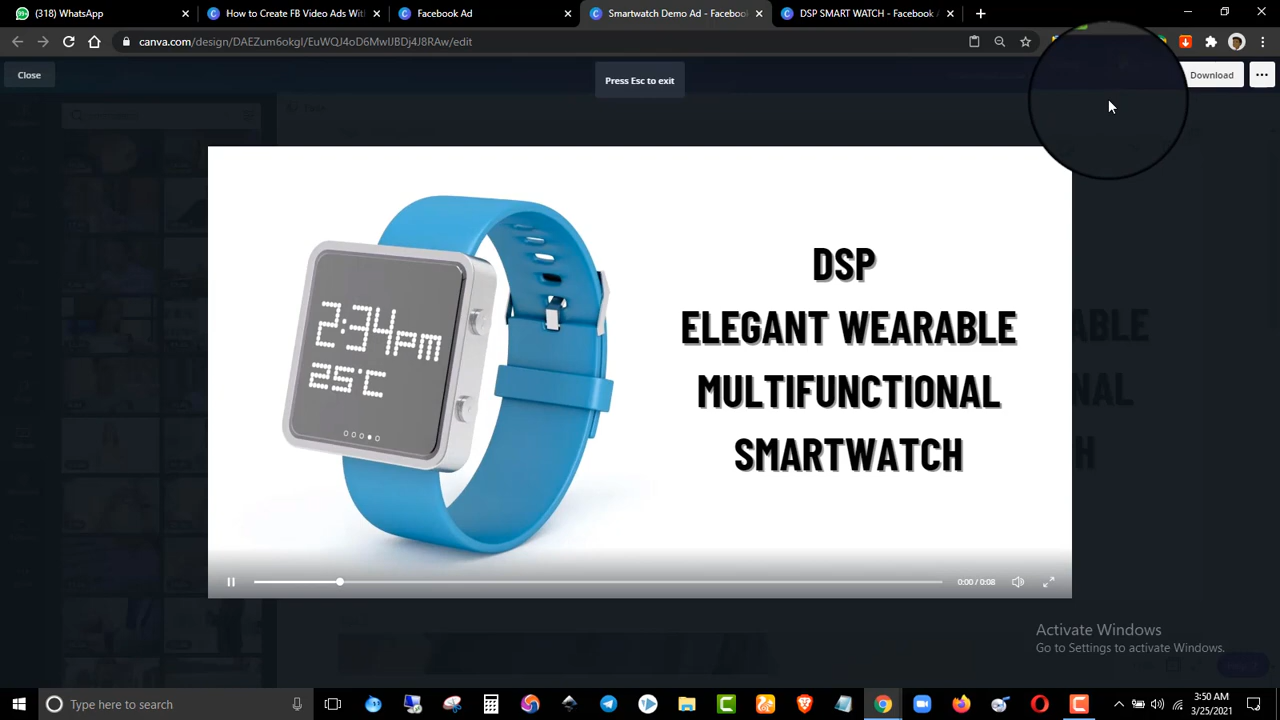 (318) WhatsApp
How to Create FB Video Ads With
Facebook Ad
Smartwatch Demo Ad - Facebook
DSP SMART WATCH - Facebook A
canva.com/design/DAEZum6okgI/EuWQJ4oD6MwIJBDj4J8RAw/edit
Close
Press Esc to exit
Download
2:34pm
25°C
DSP
ELEGANT WEARABLE
MULTIFUNCTIONAL
SMARTWATCH
0:00 / 0:08
Activate Windows
Go to Settings to activate Windows.
Type here to search
3:50 AM
3/25/2021